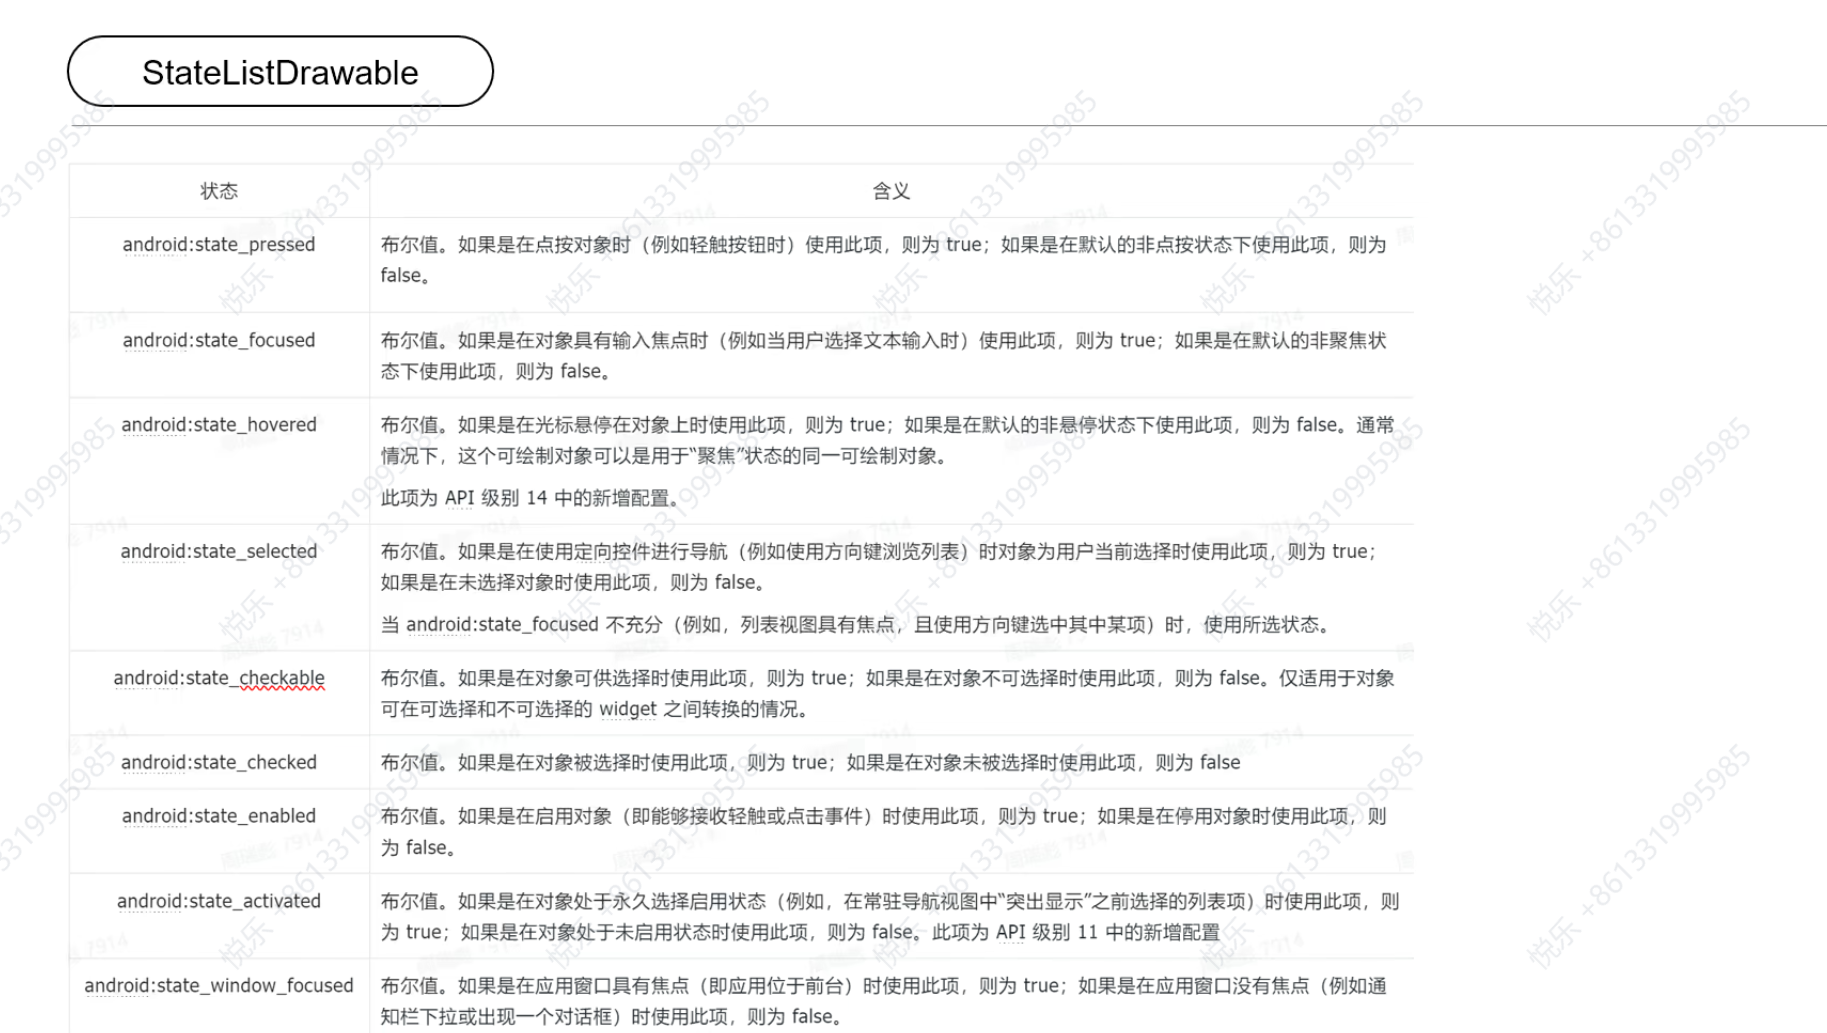 StateListDrawable
状态
含义
android:state_pressed
布尔值。如果是在点按对象时（例如轻触按钮时）使用此项，则为 true；如果是在默认的非点按状态下使用此项，则为
false。
android:state_focused
布尔值。如果是在对象具有输入焦点时（例如当用户选择文本输入时）使用此项，则为 true；如果是在默认的非聚焦状
态下使用此项，则为 false。
android:state_hovered
布尔值。如果是在光标悬停在对象上时使用此项，则为 true；如果是在默认的非悬停状态下使用此项，则为 false。通常
情况下，这个可绘制对象可以是用于“聚焦”状态的同一可绘制对象。
此项为 API 级别 14 中的新增配置。
android:state_selected
布尔值。如果是在使用定向控件进行导航（例如使用方向键浏览列表）时对象为用户当前选择时使用此项，则为 true；
如果是在未选择对象时使用此项，则为 false。
当 android:state_focused 不充分（例如，列表视图具有焦点，且使用方向键选中其中某项）时，使用所选状态。
android:state_checkable
布尔值。如果是在对象可供选择时使用此项，则为 true；如果是在对象不可选择时使用此项，则为 false。仅适用于对象
可在可选择和不可选择的 widget 之间转换的情况。
android:state_checked
布尔值。如果是在对象被选择时使用此项，则为 true；如果是在对象未被选择时使用此项，则为 false
android:state_enabled
布尔值。如果是在启用对象（即能够接收轻触或点击事件）时使用此项，则为 true；如果是在停用对象时使用此项，则
为 false。
android:state_activated
布尔值。如果是在对象处于永久选择启用状态（例如，在常驻导航视图中“突出显示”之前选择的列表项）时使用此项，则
为 true；如果是在对象处于未启用状态时使用此项，则为 false。此项为 API 级别 11 中的新增配置
android:state_window_focused
布尔值。如果是在应用窗口具有焦点（即应用位于前台）时使用此项，则为 true；如果是在应用窗口没有焦点（例如通
知栏下拉或出现一个对话框）时使用此项，则为 false。
悦乐 +8613319995985